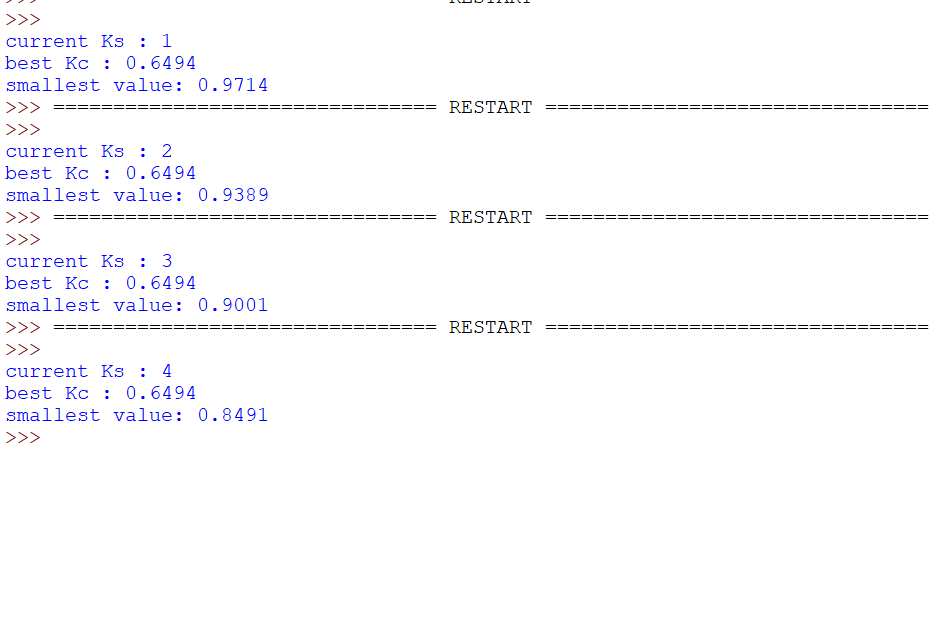 >>> RESTART
>>>
current Ks : 1
best Kc : 0.6494
smallest value: 0.9714
>>> ================================ RESTART ================================
>>>
current Ks : 2
best Kc : 0.6494
smallest value: 0.9389
>>> ================================ RESTART ================================
>>>
current Ks : 3
best Kc : 0.6494
smallest value: 0.9001
>>> ================================ RESTART ================================
>>>
current Ks : 4
best Kc : 0.6494
smallest value: 0.8491
>>>